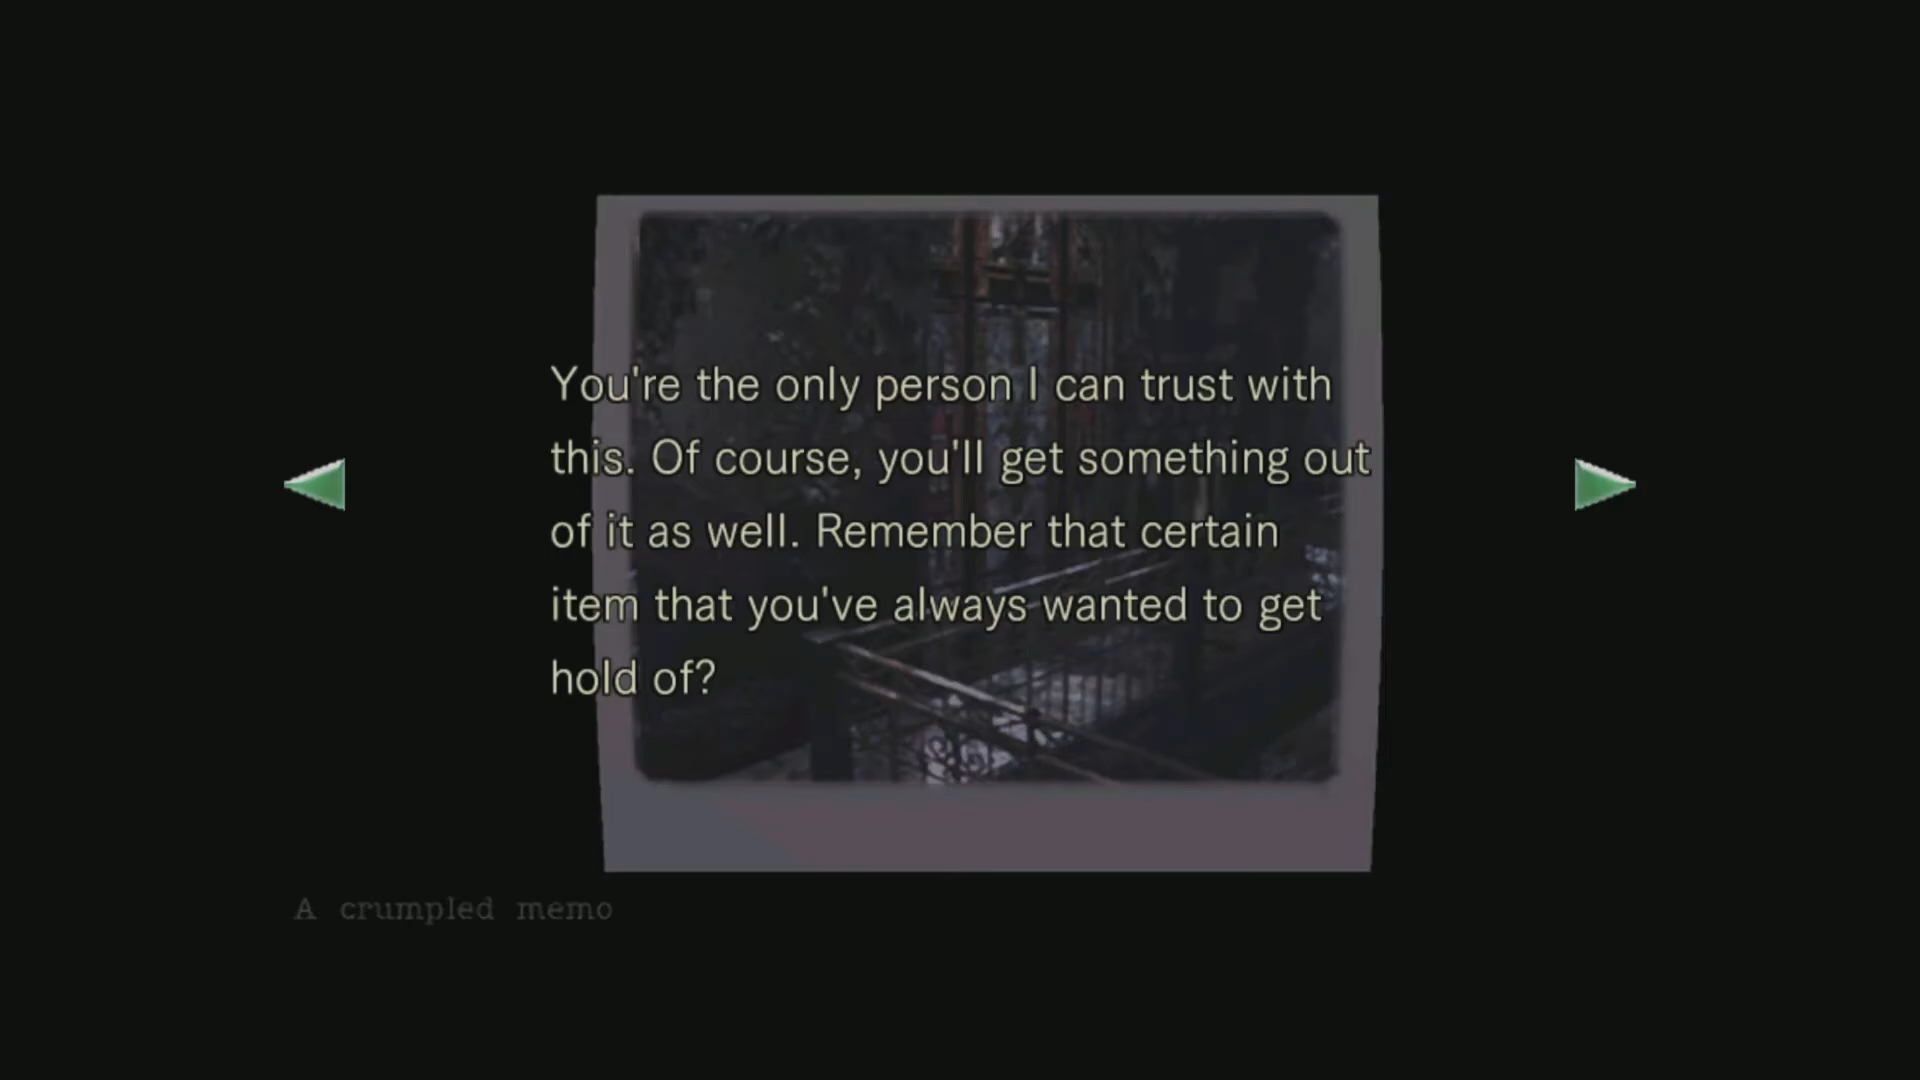 You're the only person I can trust with
this. Of course, you'll get something out
of it as well. Remember that certain
item that you've always wanted to get
hold of?
A crumpled memo